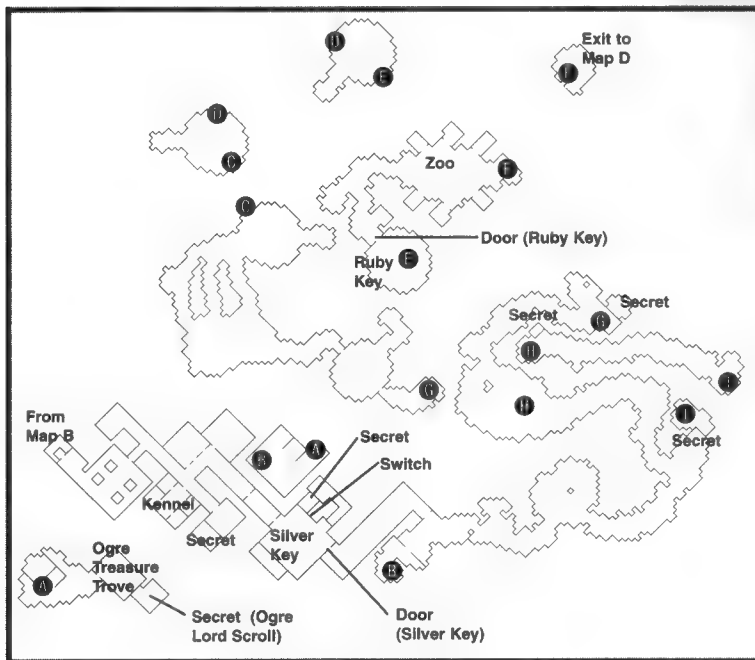 D
E
Exit to
Map D
F
D
C
Zoo
F
C
Door (Ruby Key)
Ruby
Key
E
Secret
Secret
G
H
I
G
H
I
Secret
From
Map B
A
B
Secret
Switch
Kennel
Secret
Silver
Key
Ogre
Treasure
Trove
A
B
Secret (Ogre
Lord Scroll)
Door
(Silver Key)